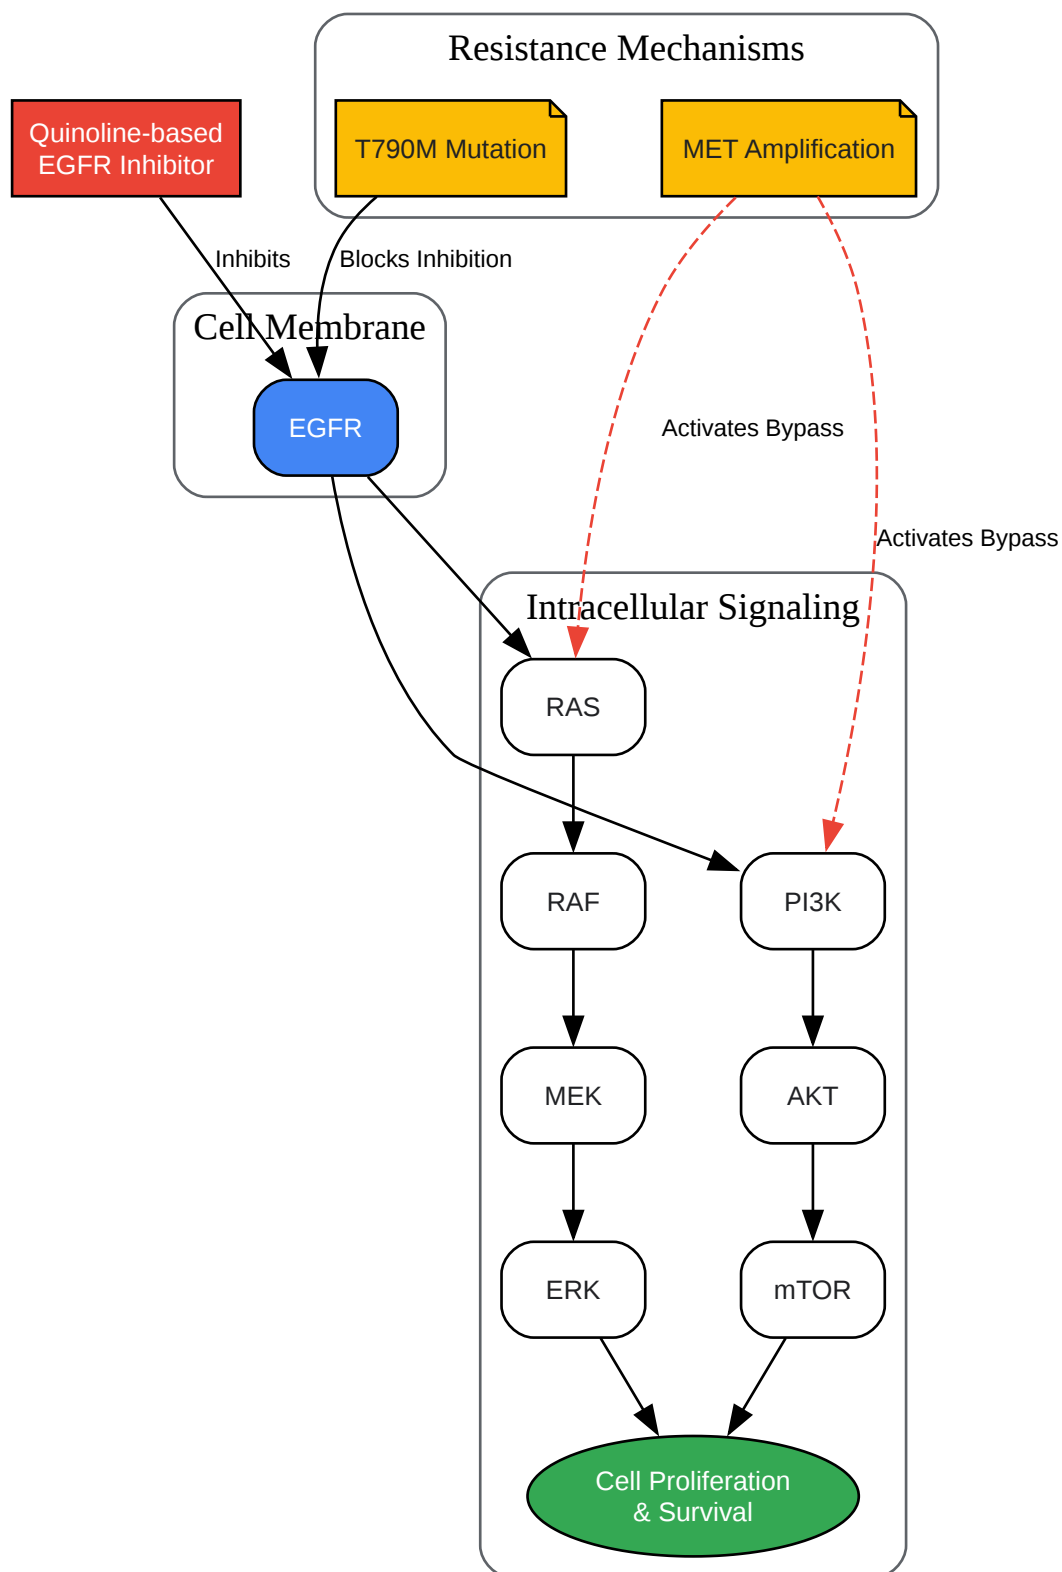 Resistance Mechanisms
Quinoline-based
EGFR Inhibitor
T790M Mutation
MET Amplification
Inhibits
Blocks Inhibition
Cell Membrane
EGFR
Activates Bypass
Activates Bypass
Intracellular Signaling
RAS
RAF
PI3K
MEK
AKT
ERK
mTOR
Cell Proliferation
& Survival